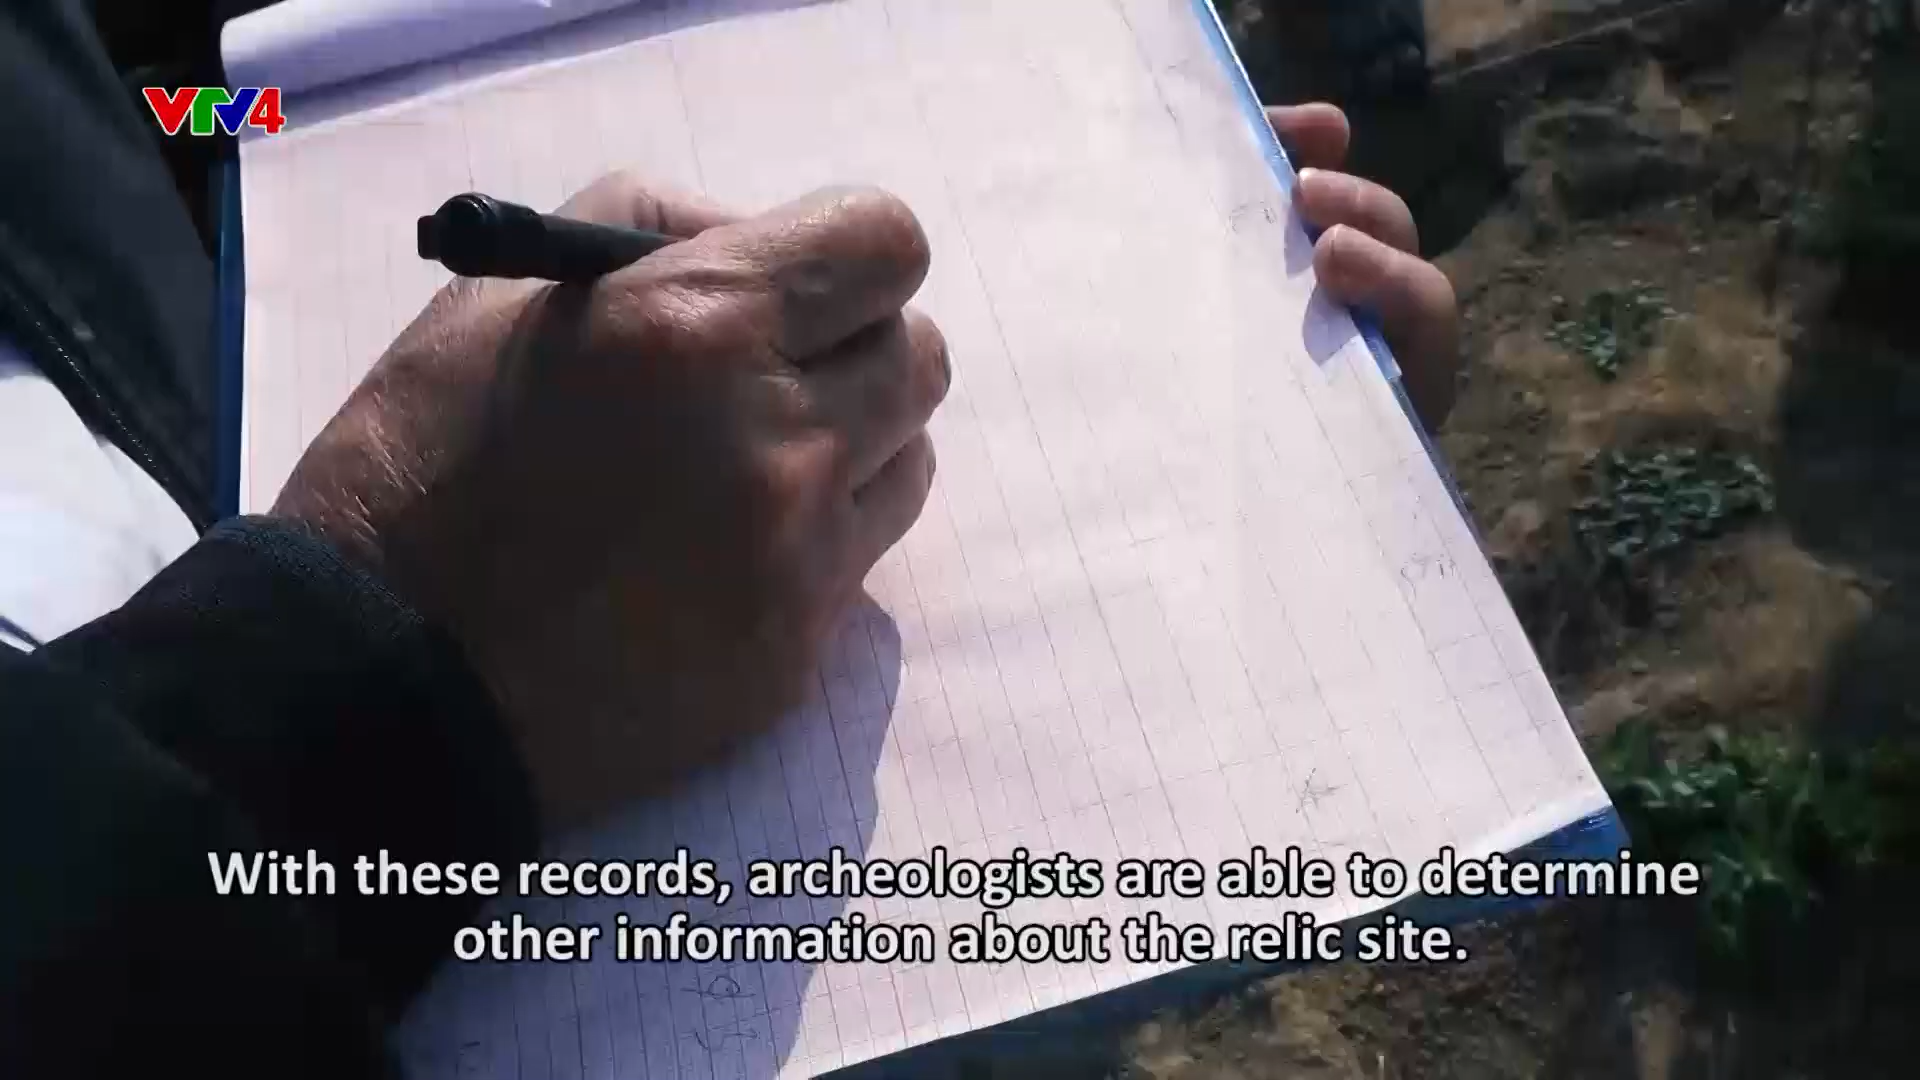 VTV4
With these records, archeologists are able to determine
other information about the relic site.